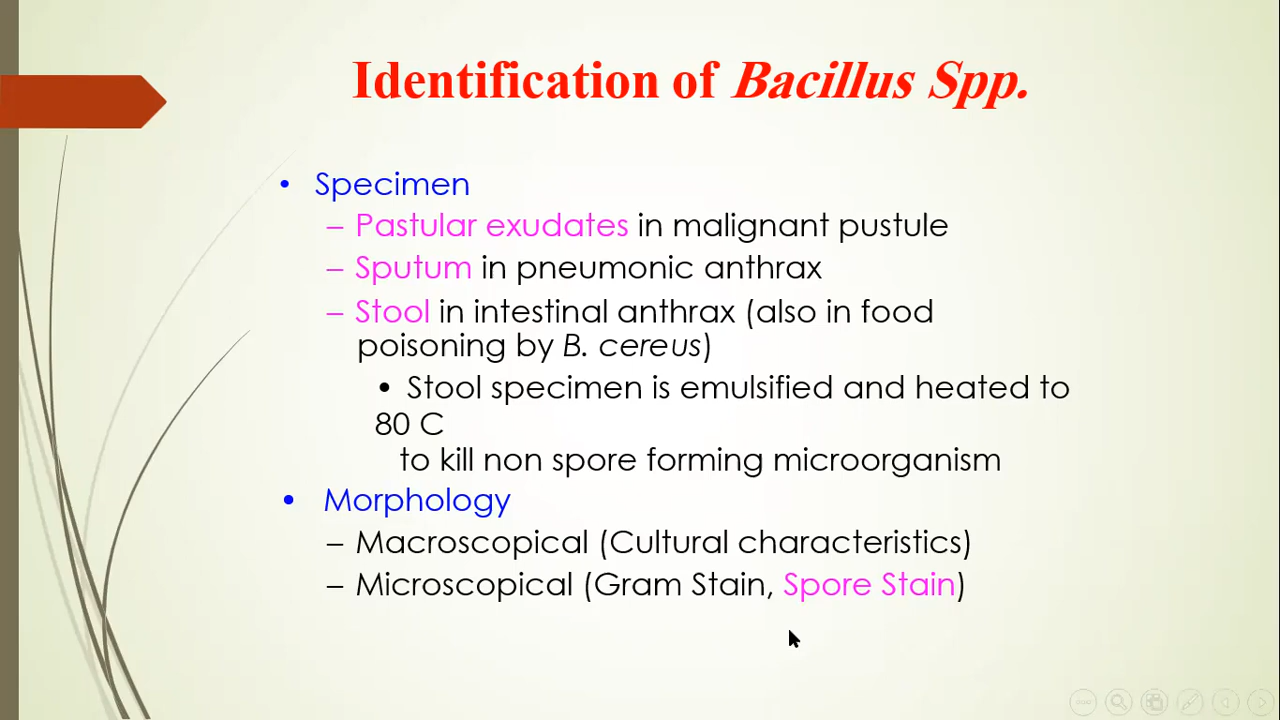 Identification of Bacillus Spp.
• Specimen
– Pastular exudates in malignant pustule
– Sputum in pneumonic anthrax
– Stool in intestinal anthrax (also in food
poisoning by B. cereus)
• Stool specimen is emulsified and heated to
80 C
to kill non spore forming microorganism
• Morphology
– Macroscopical (Cultural characteristics)
– Microscopical (Gram Stain, Spore Stain)